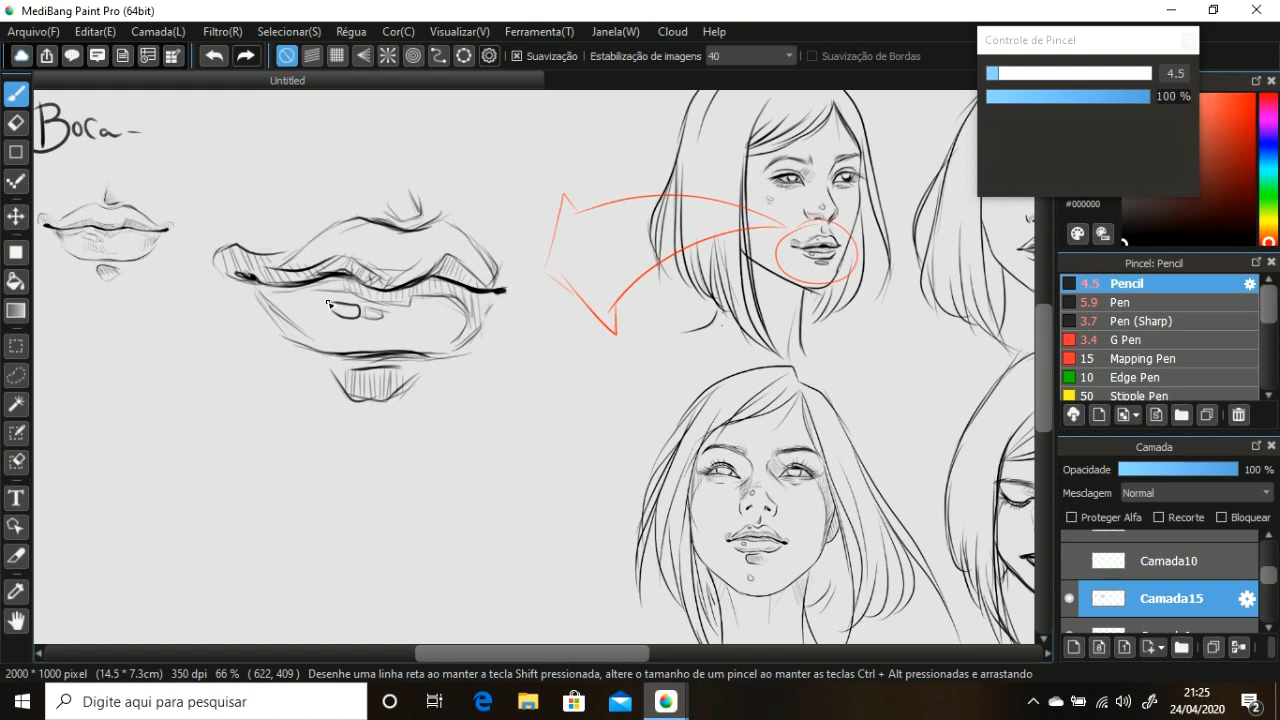 MediBang Paint Pro (64bit)
Arquivo(F) Editar(E) Camada(L) Filtro(R) Selecionar(S) Régua Cor(C) Visualizar(V) Ferramenta(T) Janela(W) Cloud Help
Suavização Estabilização de imagens 40 Suavização de Bordas
Controle de Pincel
4.5
100 %
Untitled
Boca-
#000000
Pincel: Pencil
4.5 Pencil
5.9 Pen
3.7 Pen (Sharp)
3.4 G Pen
15 Mapping Pen
10 Edge Pen
50 Stipple Pen
Camada
Opacidade 100 %
Mesclagem Normal
Proteger Alfa Recorte Bloquear
Camada10
Camada15
2000 * 1000 pixel (14.5 * 7.3cm) 350 dpi 66 % ( 622, 409 ) Desenhe uma linha reta ao manter a tecla Shift pressionada, altere o tamanho de um pincel ao manter as teclas Ctrl + Alt pressionadas e arrastando
Digite aqui para pesquisar
21:25
24/04/2020
2